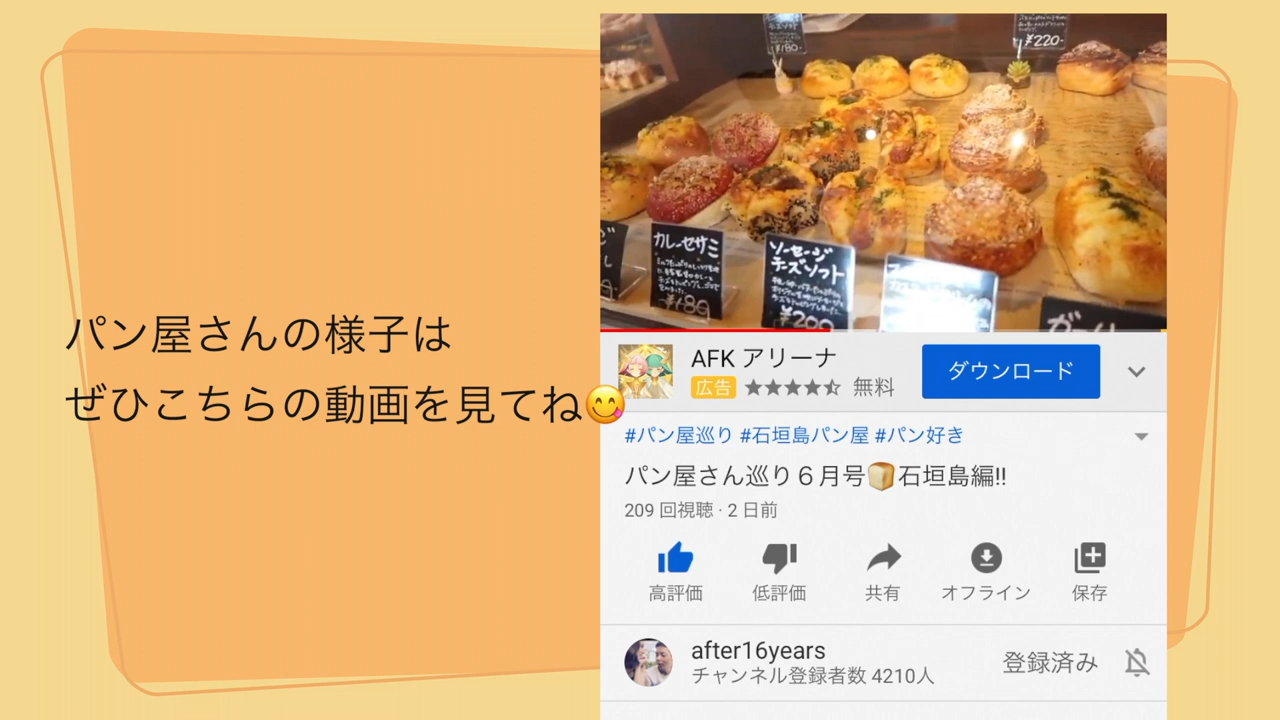 パン屋さんの様子は
ぜひこちらの動画を見てね😋
¥180-
¥220-
カレーセサミ
¥180
ソーセージ
チーズソフト
¥200
AFK アリーナ
広告 ★★★★⯪ 無料
ダウンロード
#パン屋巡り #石垣島パン屋 #パン好き
パン屋さん巡り６月号🍞石垣島編!!
209 回視聴 · 2 日前
高評価 低評価 共有 オフライン 保存
after16years
チャンネル登録者数 4210人
登録済み